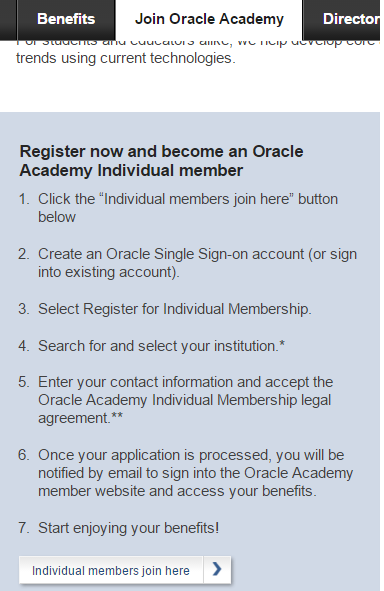 Benefits
Join Oracle Academy
Director
For students and educators alike, we help develop core
trends using current technologies.
Register now and become an Oracle
Academy Individual member
1. Click the “Individual members join here” button
below
2. Create an Oracle Single Sign-on account (or sign
into existing account).
3. Select Register for Individual Membership.
4. Search for and select your institution.*
5. Enter your contact information and accept the
Oracle Academy Individual Membership legal
agreement.**
6. Once your application is processed, you will be
notified by email to sign into the Oracle Academy
member website and access your benefits.
7. Start enjoying your benefits!
Individual members join here